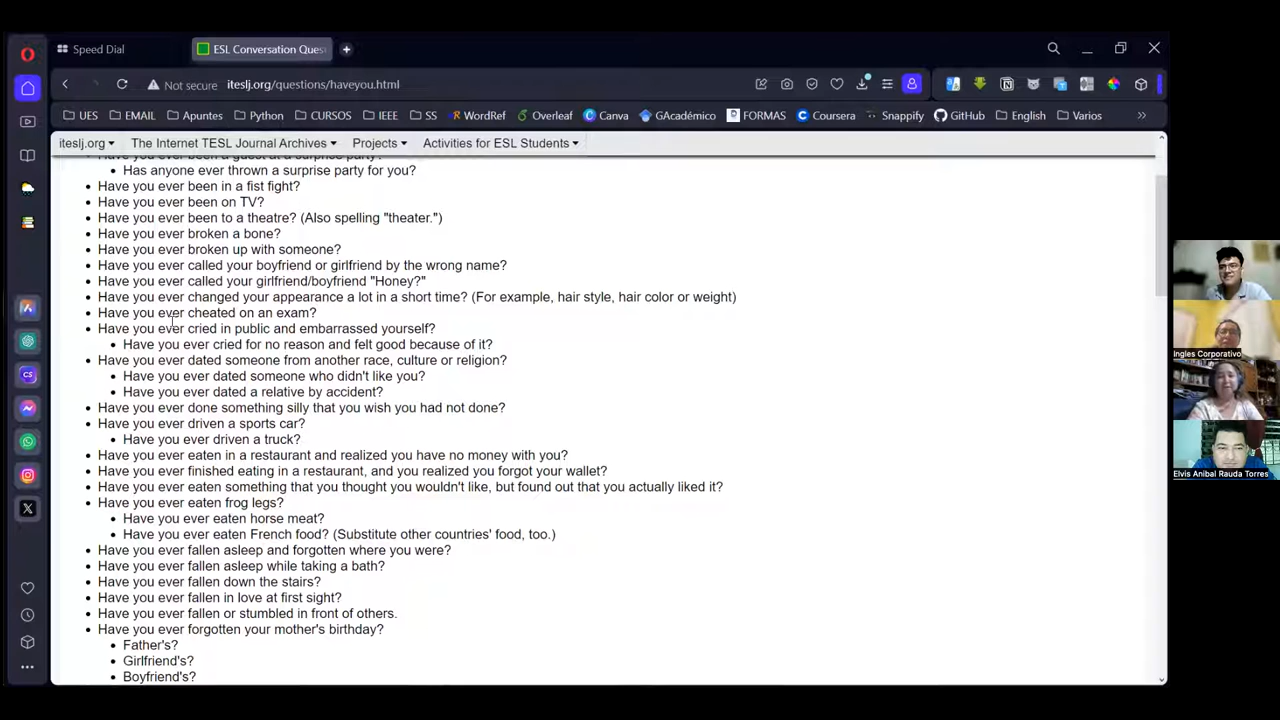 Speed Dial
ESL Conversation Ques
Not secure
iteslj.org/questions/haveyou.html
UES
EMAIL
Apuntes
Python
CURSOS
IEEE
SS
WordRef
Overleaf
Canva
GAcadémico
FORMAS
Coursera
Snappify
GitHub
English
Varios
iteslj.org
The Internet TESL Journal Archives
Projects
Activities for ESL Students
Have you ever been a guest at a surprise party?
Has anyone ever thrown a surprise party for you?
Have you ever been in a fist fight?
Have you ever been on TV?
Have you ever been to a theatre? (Also spelling "theater.")
Have you ever broken a bone?
Have you ever broken up with someone?
Have you ever called your boyfriend or girlfriend by the wrong name?
Have you ever called your girlfriend/boyfriend "Honey?"
Have you ever changed your appearance a lot in a short time? (For example, hair style, hair color or weight)
Have you ever cheated on an exam?
Have you ever cried in public and embarrassed yourself?
Have you ever cried for no reason and felt good because of it?
Have you ever dated someone from another race, culture or religion?
Have you ever dated someone who didn't like you?
Have you ever dated a relative by accident?
Have you ever done something silly that you wish you had not done?
Have you ever driven a sports car?
Have you ever driven a truck?
Have you ever eaten in a restaurant and realized you have no money with you?
Have you ever finished eating in a restaurant, and you realized you forgot your wallet?
Have you ever eaten something that you thought you wouldn't like, but found out that you actually liked it?
Have you ever eaten frog legs?
Have you ever eaten horse meat?
Have you ever eaten French food? (Substitute other countries' food, too.)
Have you ever fallen asleep and forgotten where you were?
Have you ever fallen asleep while taking a bath?
Have you ever fallen down the stairs?
Have you ever fallen in love at first sight?
Have you ever fallen or stumbled in front of others.
Have you ever forgotten your mother's birthday?
Father's?
Girlfriend's?
Boyfriend's?
Ingles Corporativo
Elvis Anibal Rauda Torres